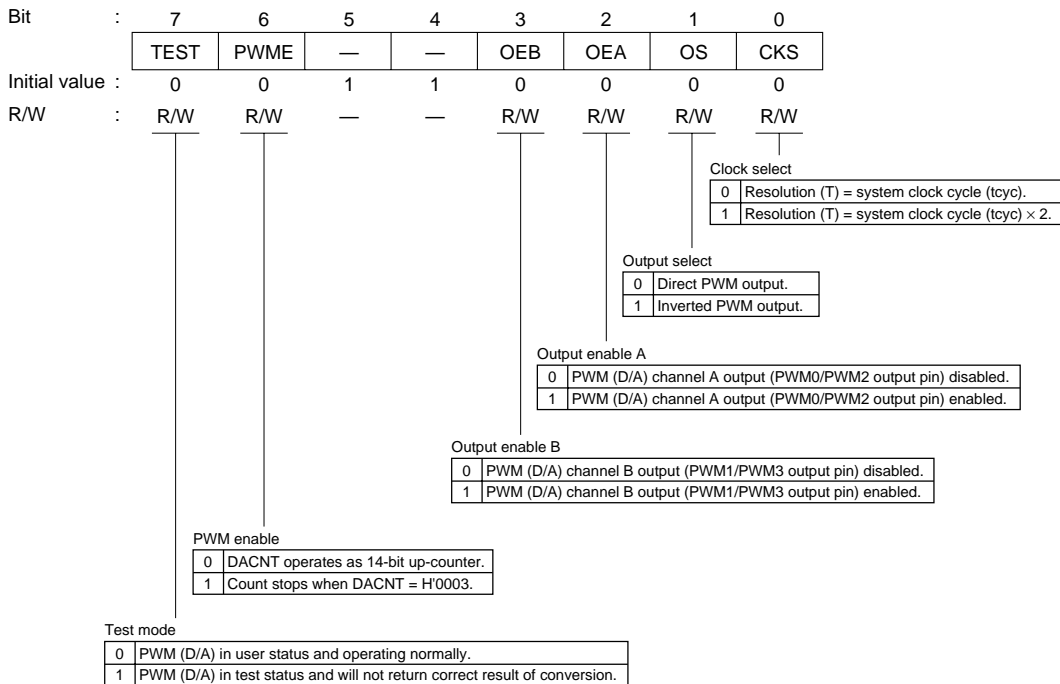 Bit : 7 6 5 4 3 2 1 0
TEST PWME — — OEB OEA OS CKS
Initial value : 0 0 1 1 0 0 0 0
R/W : R/W R/W — — R/W R/W R/W R/W
Clock select
0 Resolution (T) = system clock cycle (tcyc).
1 Resolution (T) = system clock cycle (tcyc) × 2.
Output select
0 Direct PWM output.
1 Inverted PWM output.
Output enable A
0 PWM (D/A) channel A output (PWM0/PWM2 output pin) disabled.
1 PWM (D/A) channel A output (PWM0/PWM2 output pin) enabled.
Output enable B
0 PWM (D/A) channel B output (PWM1/PWM3 output pin) disabled.
1 PWM (D/A) channel B output (PWM1/PWM3 output pin) enabled.
PWM enable
0 DACNT operates as 14-bit up-counter.
1 Count stops when DACNT = H'0003.
Test mode
0 PWM (D/A) in user status and operating normally.
1 PWM (D/A) in test status and will not return correct result of conversion.